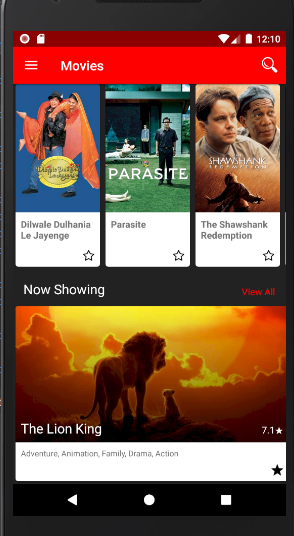 12:10
Movies
PARASITE
SHAWSHANK
REDEMPTION
Dilwale Dulhania
Le Jayenge
Parasite
The Shawshank
Redemption
Now Showing
View All
The Lion King
7.1★
Adventure, Animation, Family, Drama, Action